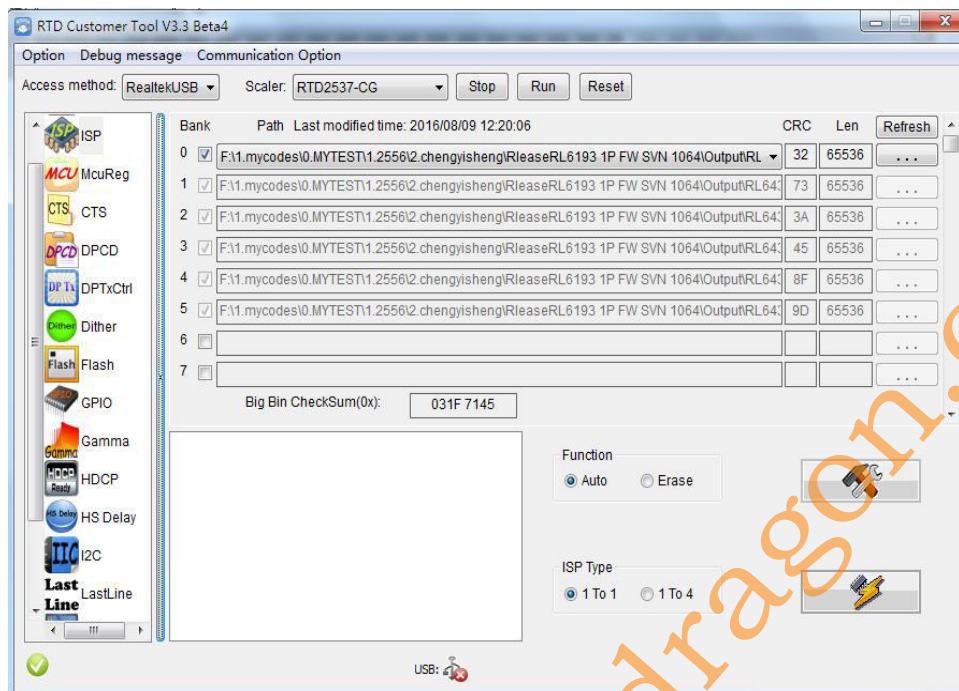 RTD Customer Tool V3.3 Beta4
Option Debug message Communication Option
Access method: RealtekUSB Scaler: RTD2537-CG Stop Run Reset
ISP
MCU McuReg
CTS CTS
DPCD DPCD
DP Tx DPTxCtrl
Dither Dither
Flash Flash
GPIO
Gamma Gamma
HDCP Ready HDCP
HS Delay HS Delay
IIC I2C
Last Line LastLine
Bank Path Last modified time: 2016/08/09 12:20:06 CRC Len Refresh
0 F:\1.mycodes\0.MYTEST\1.2556\2.chengyisheng\RleaseRL6193 1P FW SVN 1064\Output\RL 32 65536 ...
1 F:\1.mycodes\0.MYTEST\1.2556\2.chengyisheng\RleaseRL6193 1P FW SVN 1064\Output\RL643 73 65536 ...
2 F:\1.mycodes\0.MYTEST\1.2556\2.chengyisheng\RleaseRL6193 1P FW SVN 1064\Output\RL643 3A 65536 ...
3 F:\1.mycodes\0.MYTEST\1.2556\2.chengyisheng\RleaseRL6193 1P FW SVN 1064\Output\RL643 45 65536 ...
4 F:\1.mycodes\0.MYTEST\1.2556\2.chengyisheng\RleaseRL6193 1P FW SVN 1064\Output\RL643 8F 65536 ...
5 F:\1.mycodes\0.MYTEST\1.2556\2.chengyisheng\RleaseRL6193 1P FW SVN 1064\Output\RL643 9D 65536 ...
6 ...
7 ...
Big Bin CheckSum(0x): 031F 7145
Function
Auto Erase
ISP Type
1 To 1 1 To 4
USB:
dragon.c